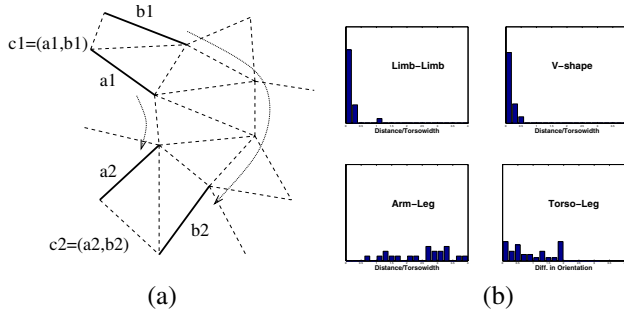 b1
c1=(a1,b1)
a1
a2
b2
c2=(a2,b2)
(a)
Limb–Limb
Distance/Torsowidth
V–shape
Distance/Torsowidth
Arm–Leg
Distance/Torsowidth
Torso–Leg
Diff. in Orientation
(b)